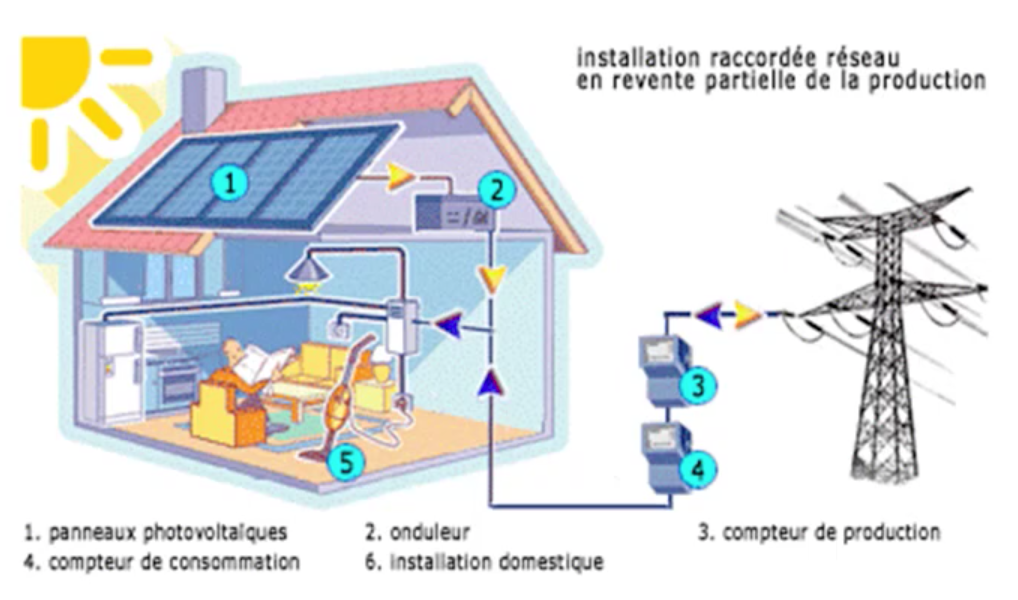 installation raccordée réseau
en revente partielle de la production
1
2
3
4
5
1. panneaux photovoltaïques 2. onduleur 3. compteur de production
4. compteur de consommation 6. installation domestique